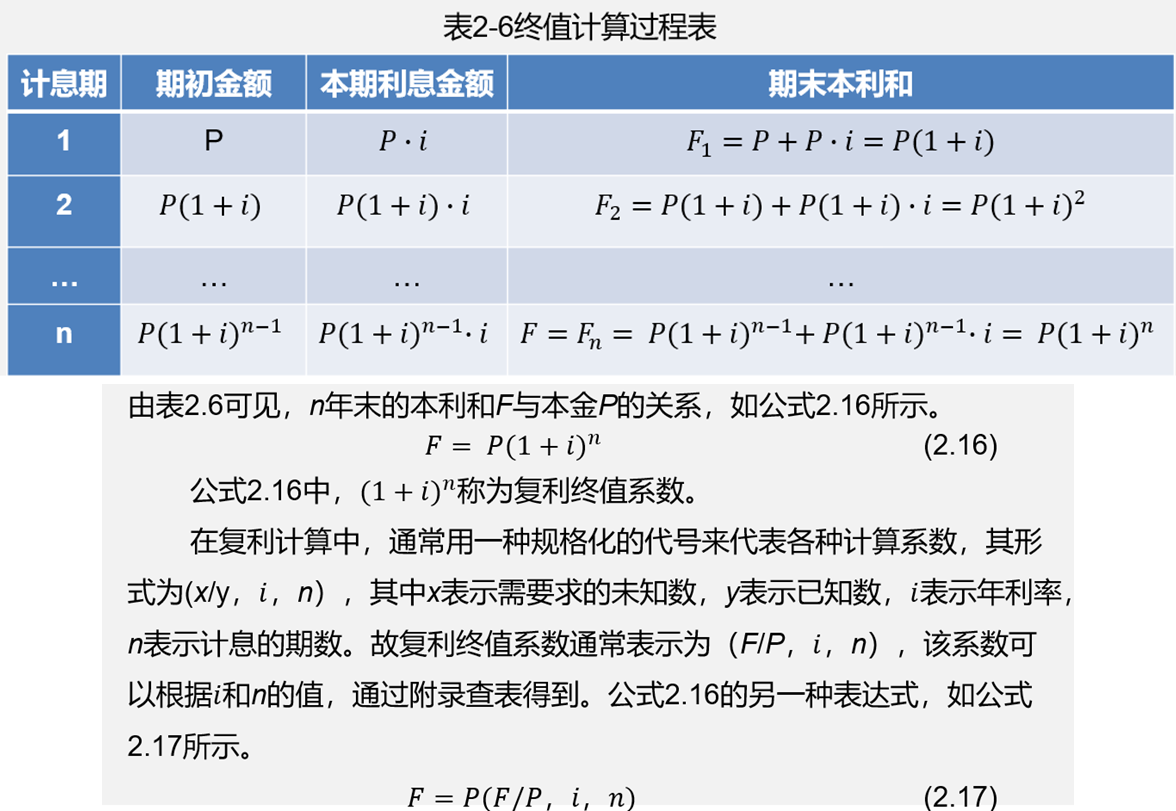 表2-6终值计算过程表
计息期 期初金额 本期利息金额 期末本利和
1 P P · i F₁ = P + P · i = P(1 + i)
2 P(1 + i) P(1 + i) · i F₂ = P(1 + i) + P(1 + i) · i = P(1 + i)²
... ... ... ...
n P(1 + i)ⁿ⁻¹ P(1 + i)ⁿ⁻¹· i F = Fₙ = P(1 + i)ⁿ⁻¹+ P(1 + i)ⁿ⁻¹· i = P(1 + i)ⁿ
由表2.6可见，n年末的本利和F与本金P的关系，如公式2.16所示。
F = P(1 + i)ⁿ (2.16)
公式2.16中，(1 + i)ⁿ称为复利终值系数。
在复利计算中，通常用一种规格化的代号来代表各种计算系数，其形
式为(x/y，i，n），其中x表示需要求的未知数，y表示已知数，i表示年利率，
n表示计息的期数。故复利终值系数通常表示为（F/P，i，n），该系数可
以根据i和n的值，通过附录查表得到。公式2.16的另一种表达式，如公式
2.17所示。
F = P(F/P，i，n) (2.17)